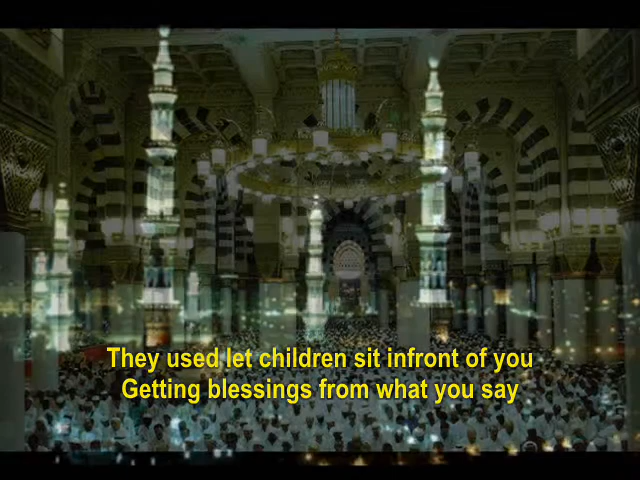 They used let children sit infront of you
Getting blessings from what you say